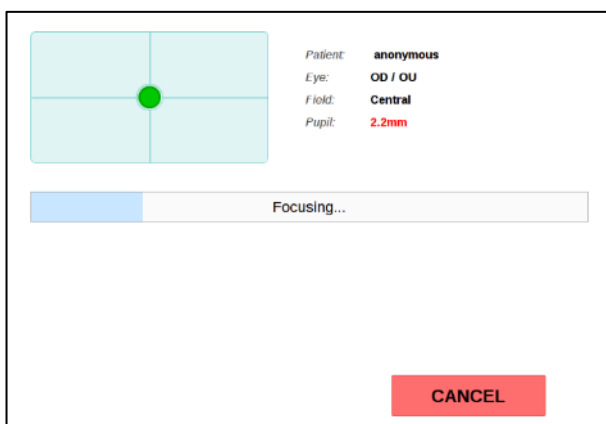 Patient: anonymous
Eye: OD / OU
Field: Central
Pupil: 2.2mm
Focusing...
CANCEL